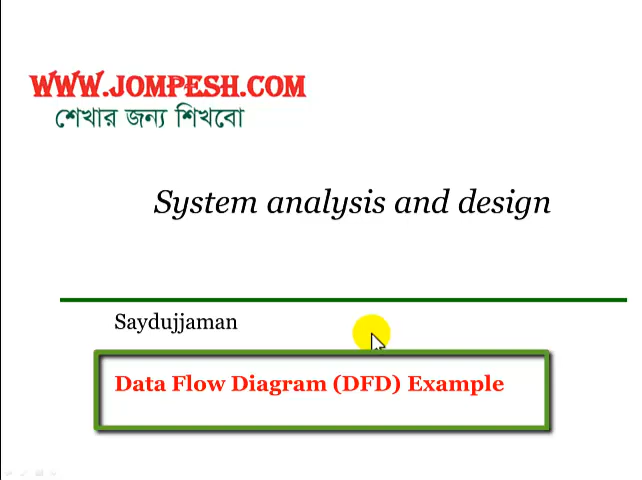 WWW.JOMPESH.COM
শেখার জন্য শিখবো
System analysis and design
Saydujjaman
Data Flow Diagram (DFD) Example